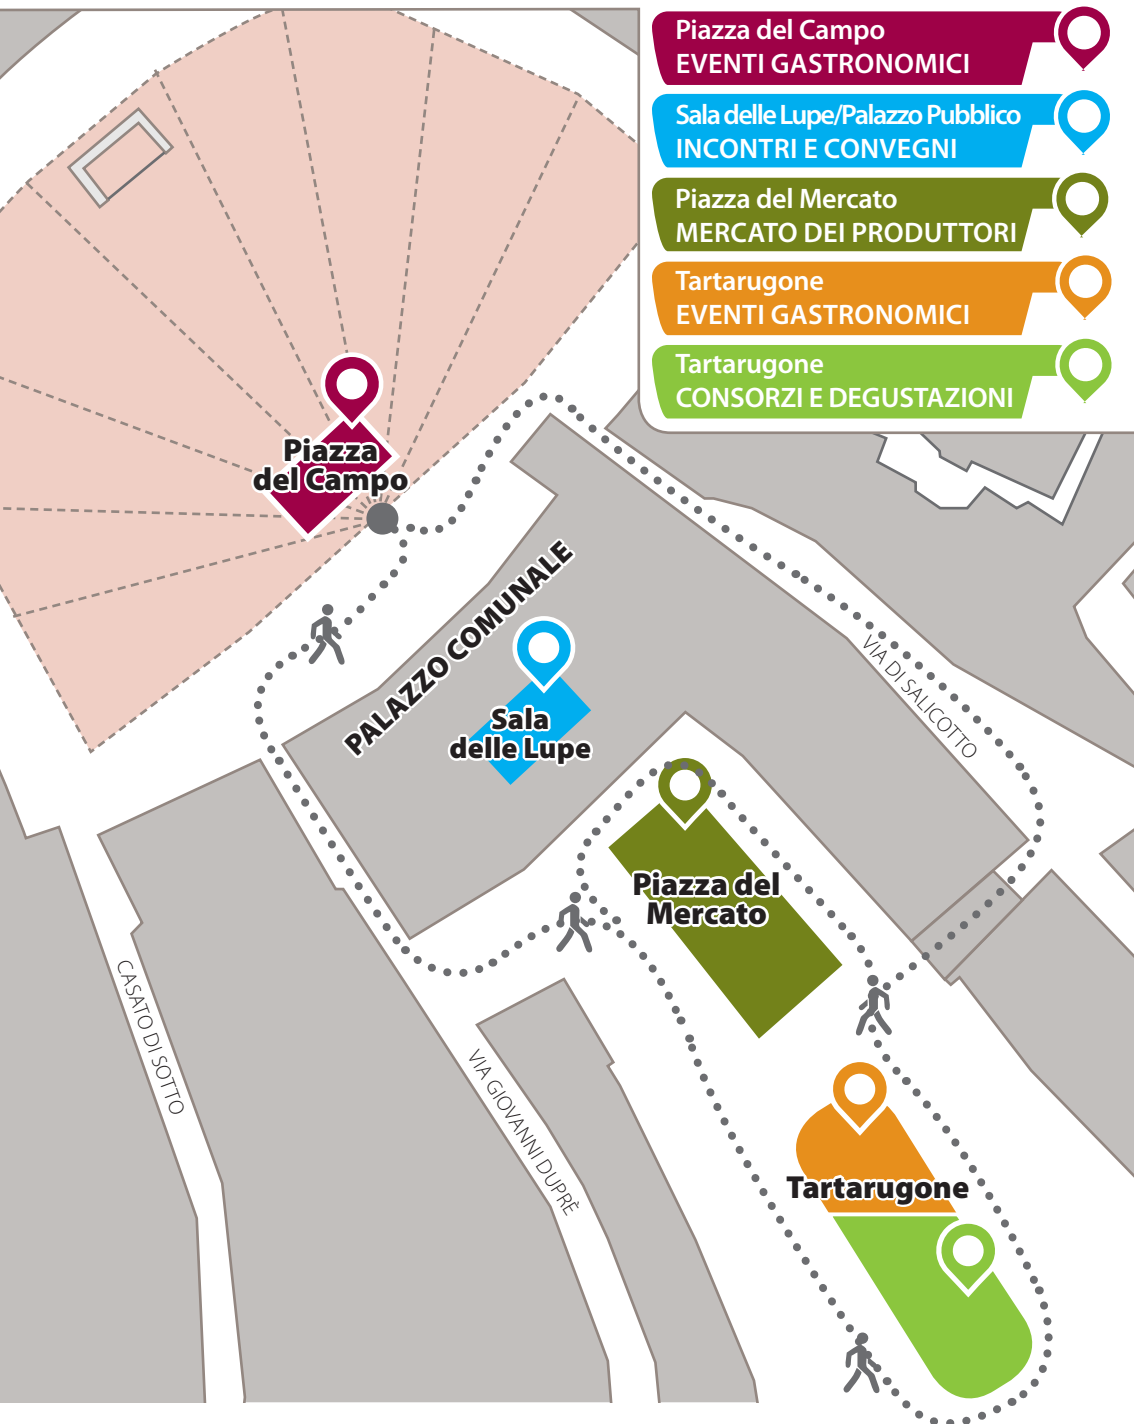 Piazza del Campo
EVENTI GASTRONOMICI
Sala delle Lupe/Palazzo Pubblico
INCONTRI E CONVEGNI
Piazza del Mercato
MERCATO DEI PRODUTTORI
Tartarugone
EVENTI GASTRONOMICI
Tartarugone
CONSORZI E DEGUSTAZIONI
Piazza
del Campo
PALAZZO COMUNALE
Sala
delle Lupe
VIA DI SALICOTTO
Piazza del
Mercato
CASATO DI SOTTO
VIA GIOVANNI DUPRÈ
Tartarugone